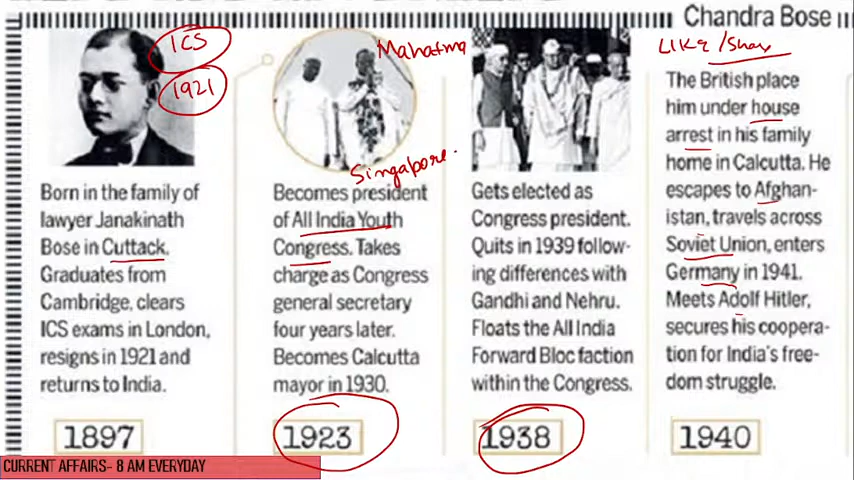 Chandra Bose
ICS
1921
Mahatma
Singapore
Like/Share
Born in the family of
lawyer Janakinath
Bose in Cuttack.
Graduates from
Cambridge, clears
ICS exams in London,
resigns in 1921 and
returns to India.
1897
Becomes president
of All India Youth
Congress. Takes
charge as Congress
general secretary
four years later.
Becomes Calcutta
mayor in 1930.
1923
Gets elected as
Congress president.
Quits in 1939 follow-
ing differences with
Gandhi and Nehru.
Floats the All India
Forward Bloc faction
within the Congress.
1938
The British place
him under house
arrest in his family
home in Calcutta. He
escapes to Afghan-
istan, travels across
Soviet Union, enters
Germany in 1941.
Meets Adolf Hitler,
secures his coopera-
tion for India's free-
dom struggle.
1940
CURRENT AFFAIRS- 8 AM EVERYDAY